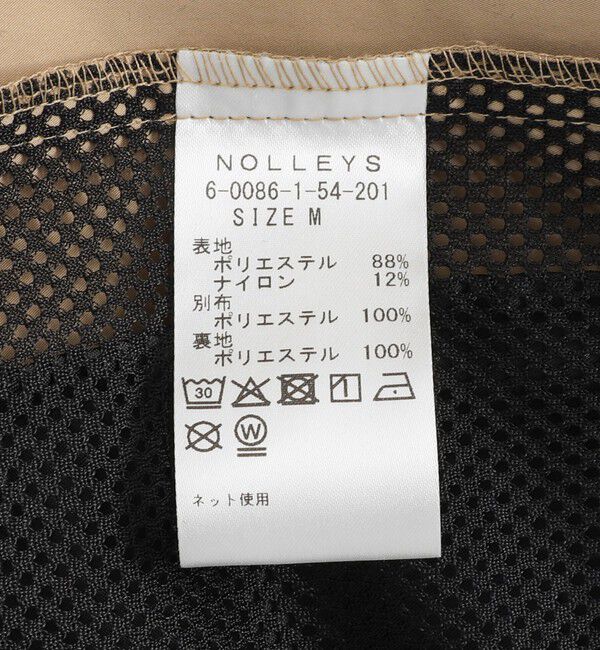 NOLLEYS
6-0086-1-54-201
SIZE M
表地
ポリエステル 88%
ナイロン 12%
別布
ポリエステル 100%
裏地
ポリエステル 100%
30
W
ネット使用